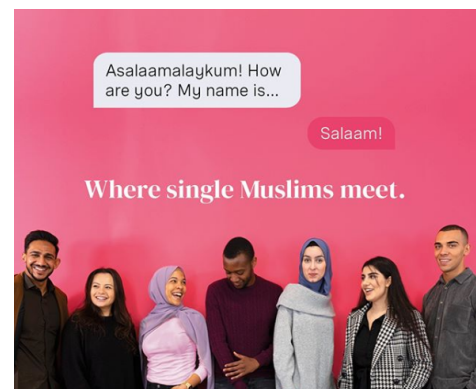 Asalaamalaykum! How
are you? My name is...
Salaam!
Where single Muslims meet.